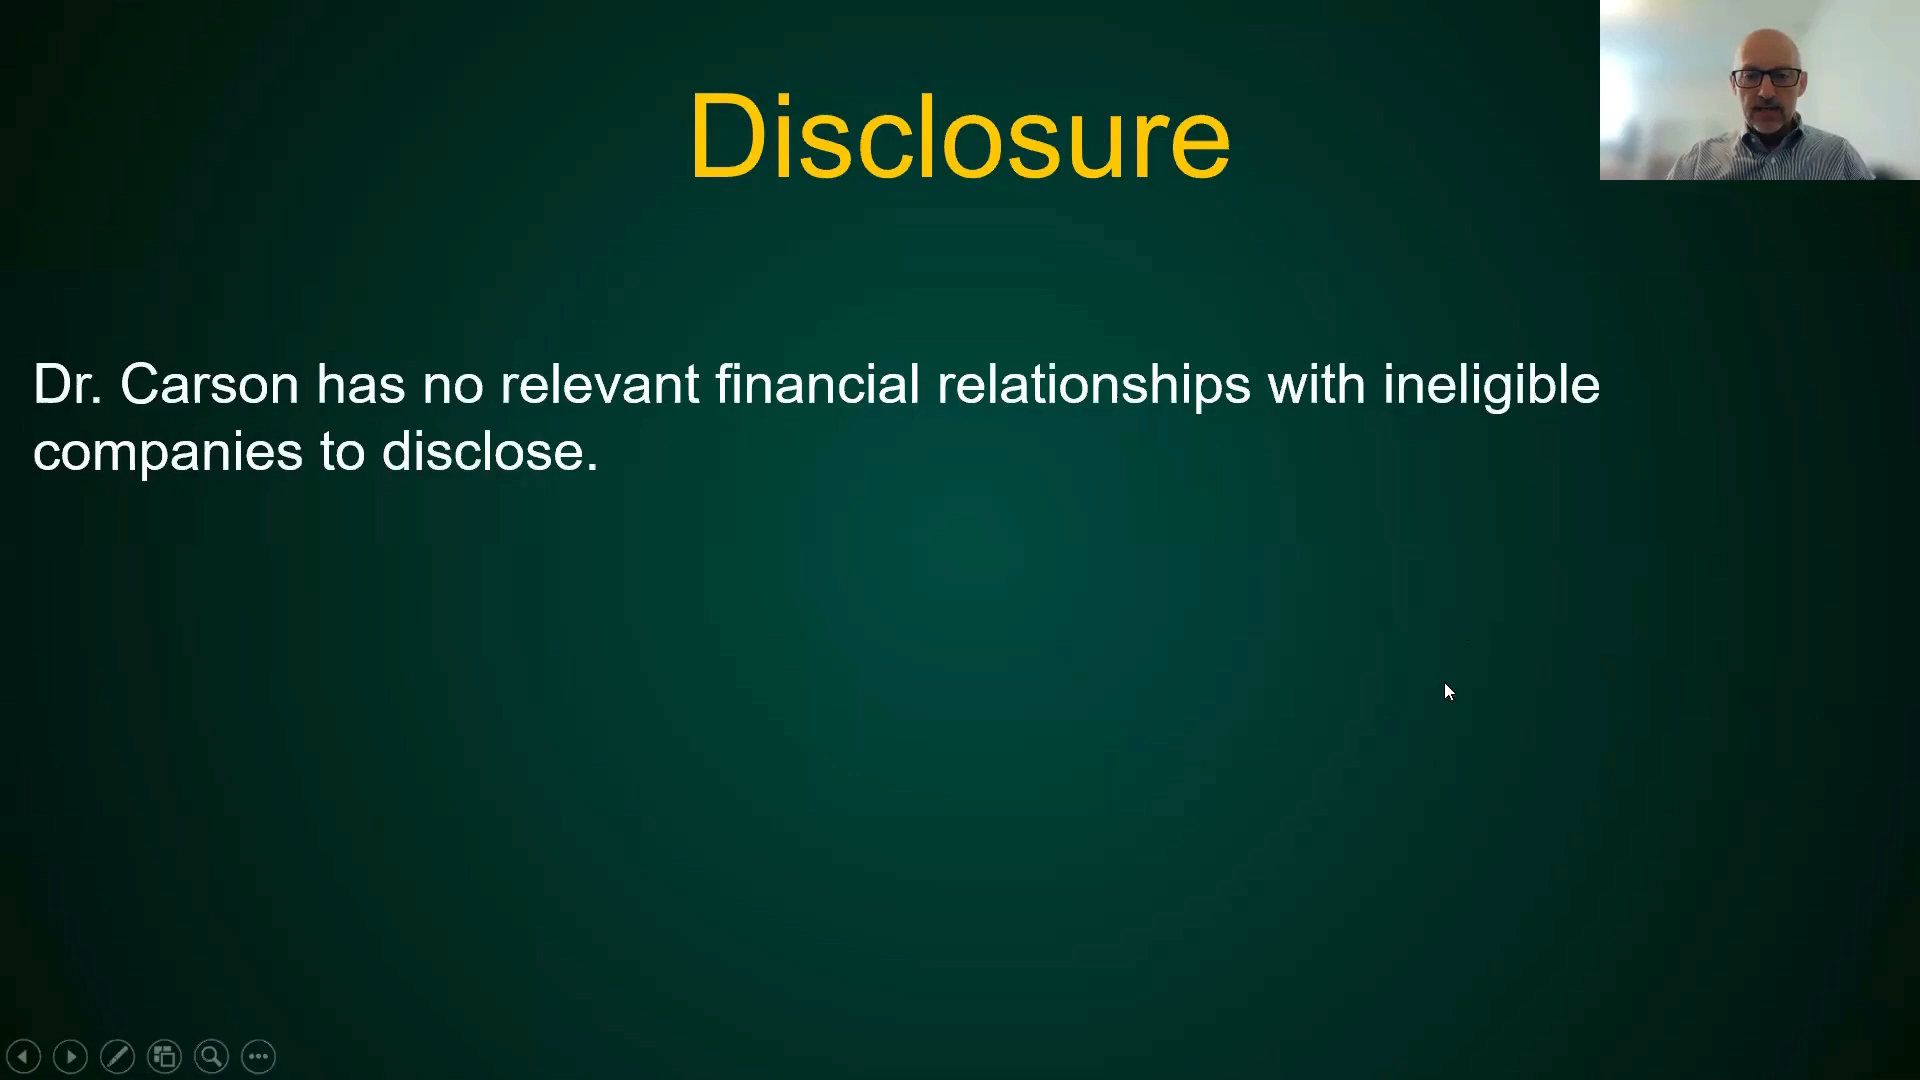 Disclosure
Dr. Carson has no relevant financial relationships with ineligible
companies to disclose.